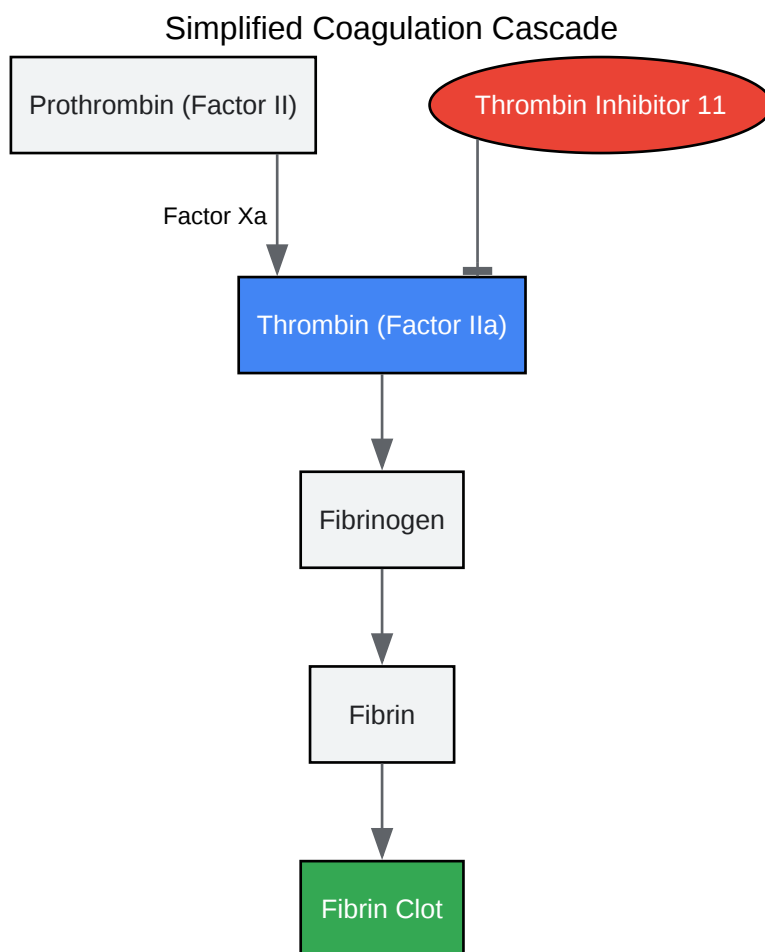 Simplified Coagulation Cascade
Prothrombin (Factor II)
Thrombin Inhibitor 11
Factor Xa
Thrombin (Factor IIa)
Fibrinogen
Fibrin
Fibrin Clot